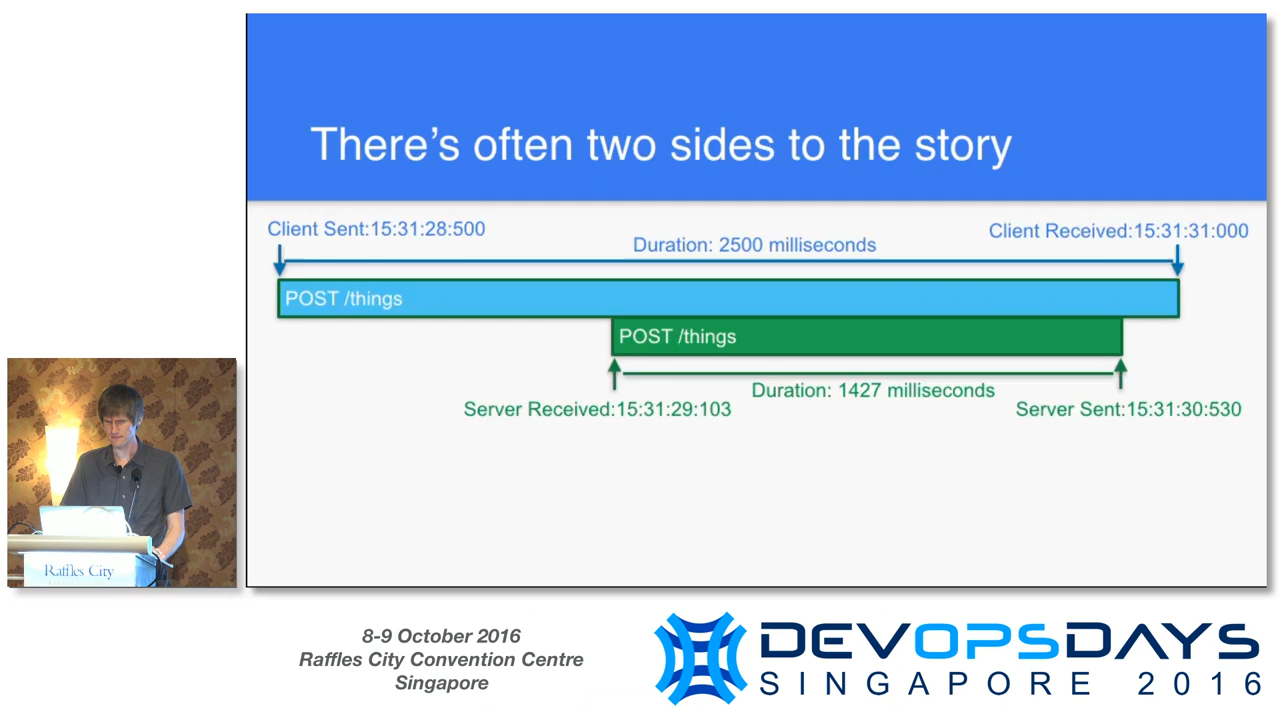 There's often two sides to the story
Client Sent:15:31:28:500
Duration: 2500 milliseconds
Client Received:15:31:31:000
POST /things
POST /things
Duration: 1427 milliseconds
Server Received:15:31:29:103
Server Sent:15:31:30:530
Raffles City
8-9 October 2016
Raffles City Convention Centre
Singapore
DEVOPSDAYS
SINGAPORE 2016